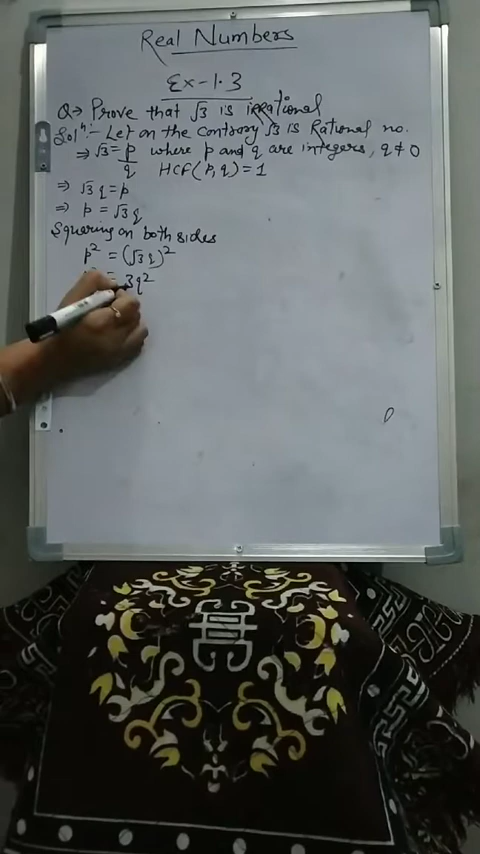 Real Numbers
Ex-1.3
Q→ Prove that √3 is irrational
Solⁿ:- Let on the contrary √3 is Rational no.
⇒ √3 = p/q where p and q are integers, q ≠ 0
HCF(p,q) = 1
⇒ √3 q = p
⇒ p = √3 q
Squaring on both sides
p² = (√3 q)²
= 3q²